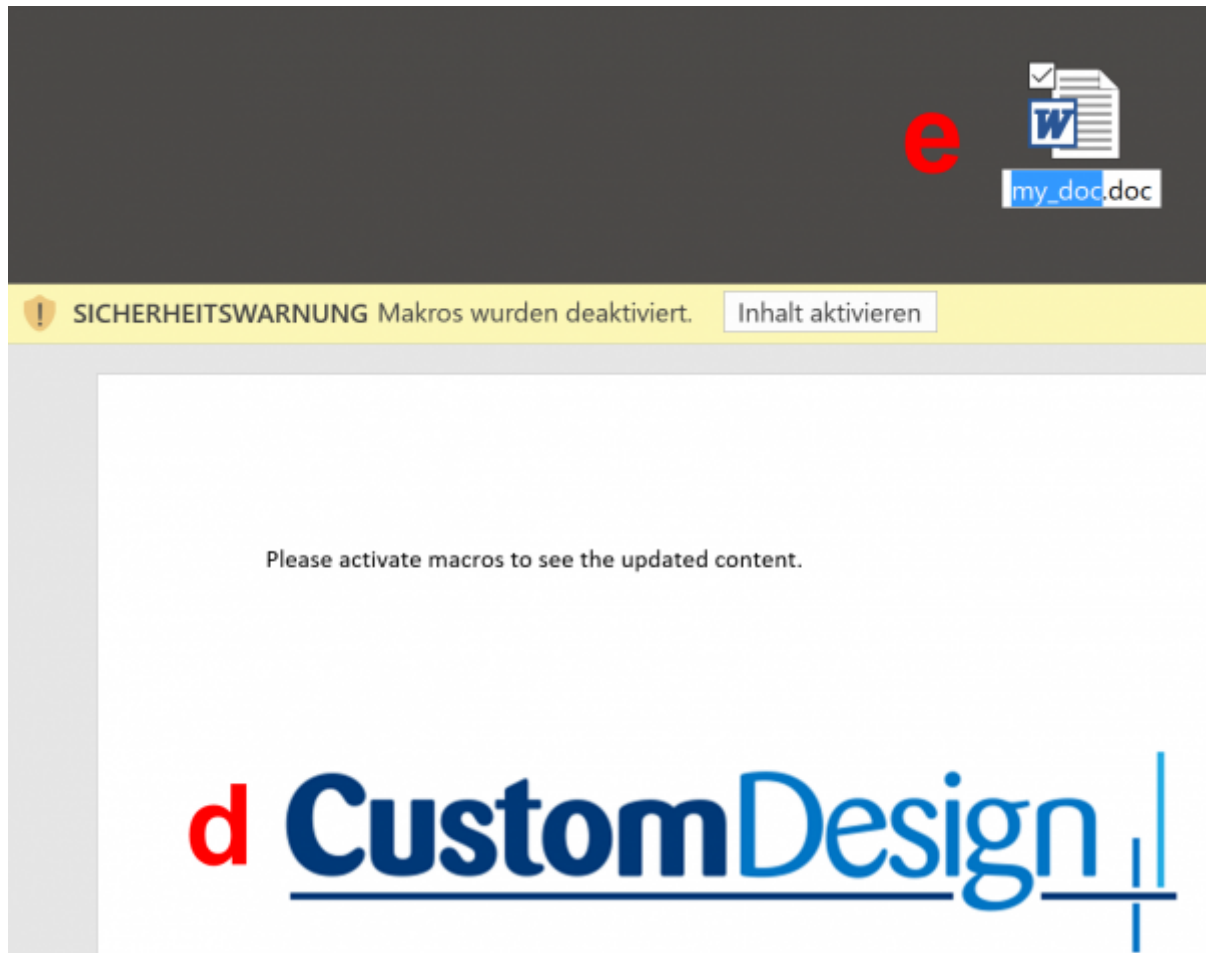 e
W
my_doc.doc
! SICHERHEITSWARNUNG Makros wurden deaktiviert. Inhalt aktivieren
Please activate macros to see the updated content.
d
CustomDesign